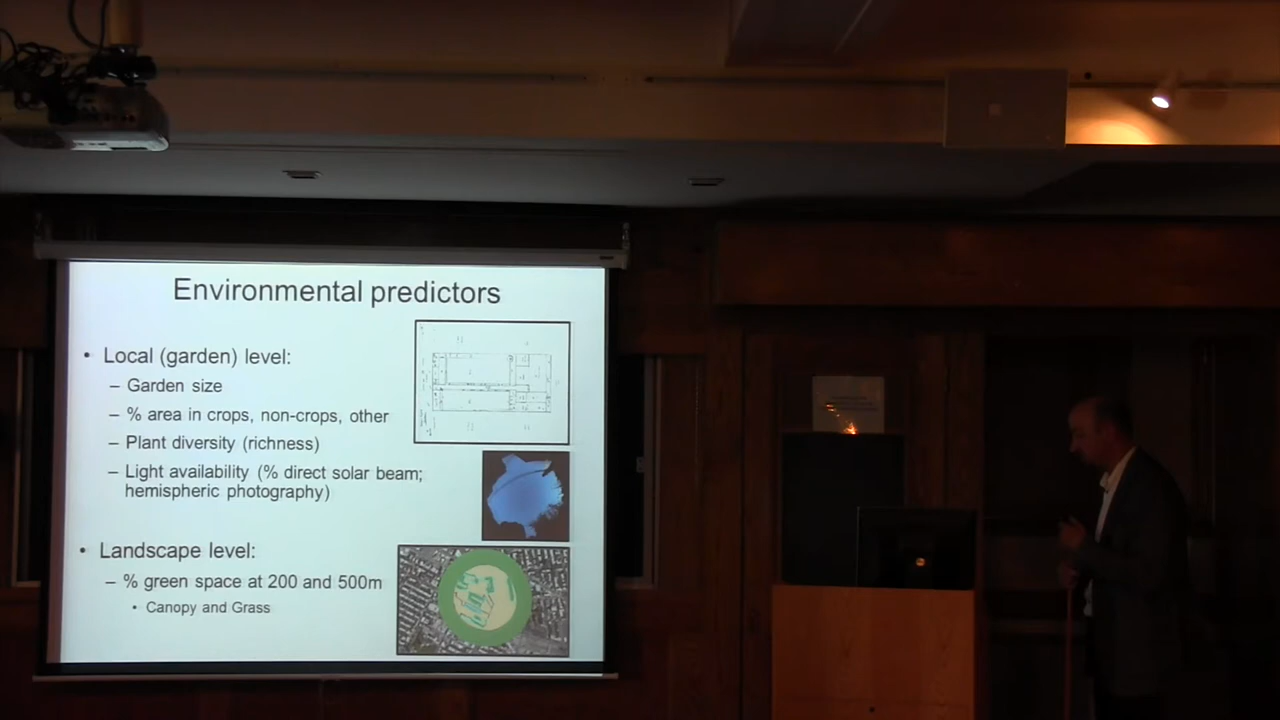 Environmental predictors
• Local (garden) level:
– Garden size
– % area in crops, non-crops, other
– Plant diversity (richness)
– Light availability (% direct solar beam;
hemispheric photography)
• Landscape level:
– % green space at 200 and 500m
• Canopy and Grass